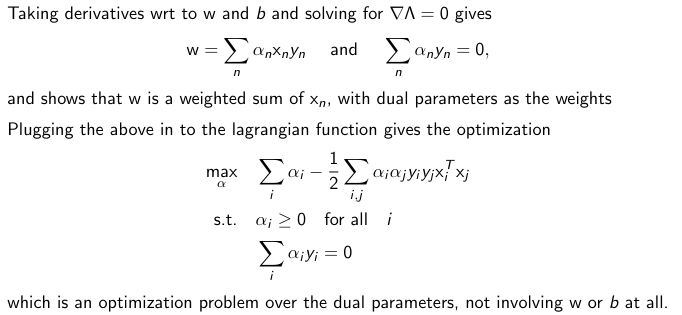 Taking derivatives wrt to w and b and solving for ∇Λ = 0 gives
w = ∑_n α_n x_n y_n and ∑_n α_n y_n = 0,
and shows that w is a weighted sum of x_n, with dual parameters as the weights
Plugging the above in to the lagrangian function gives the optimization
max_α ∑_i α_i − 1/2 ∑_{i,j} α_i α_j y_i y_j x_i^T x_j
s.t. α_i ≥ 0 for all i
∑_i α_i y_i = 0
which is an optimization problem over the dual parameters, not involving w or b at all.